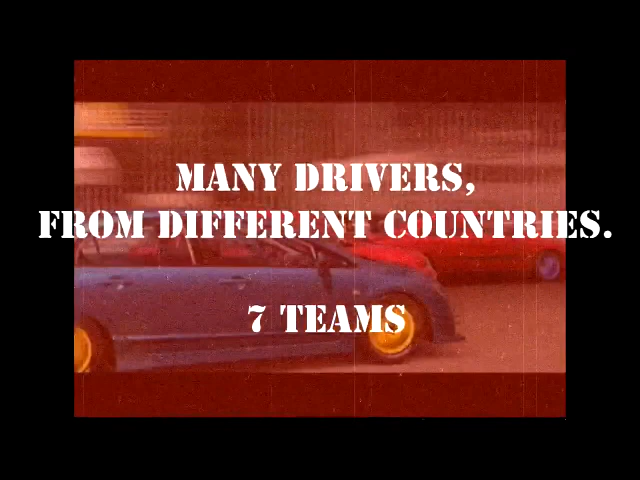 MANY DRIVERS,
FROM DIFFERENT COUNTRIES.
7 TEAMS